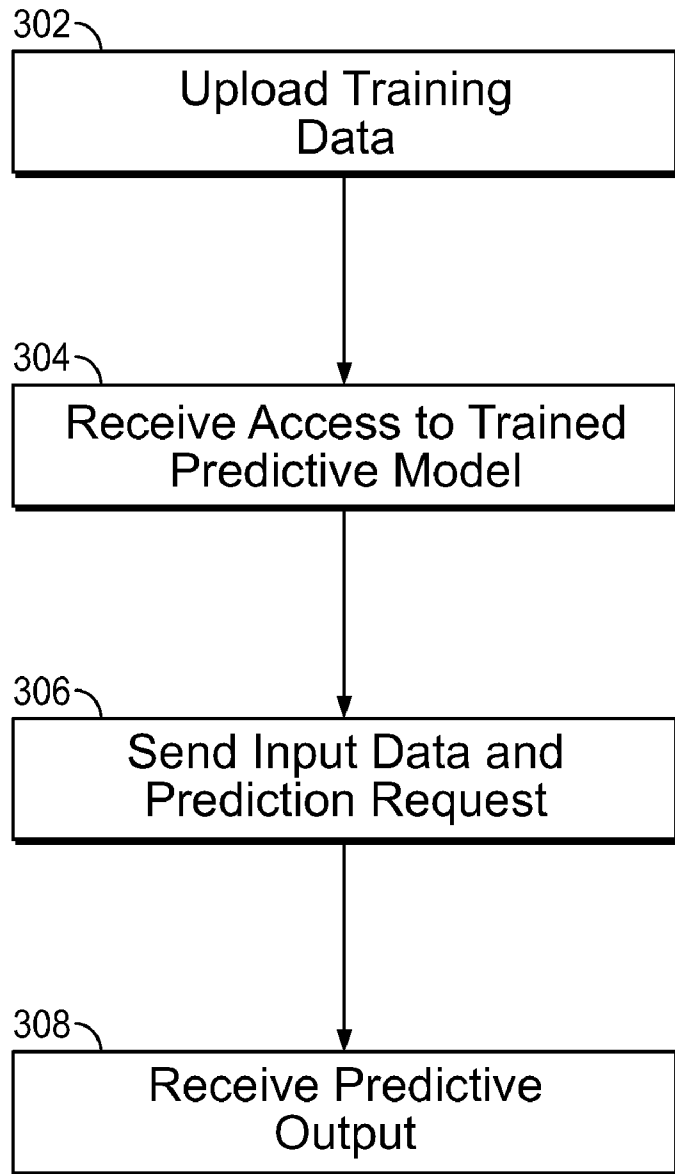 302
Upload Training
Data
304
Receive Access to Trained
Predictive Model
306
Send Input Data and
Prediction Request
308
Receive Predictive
Output